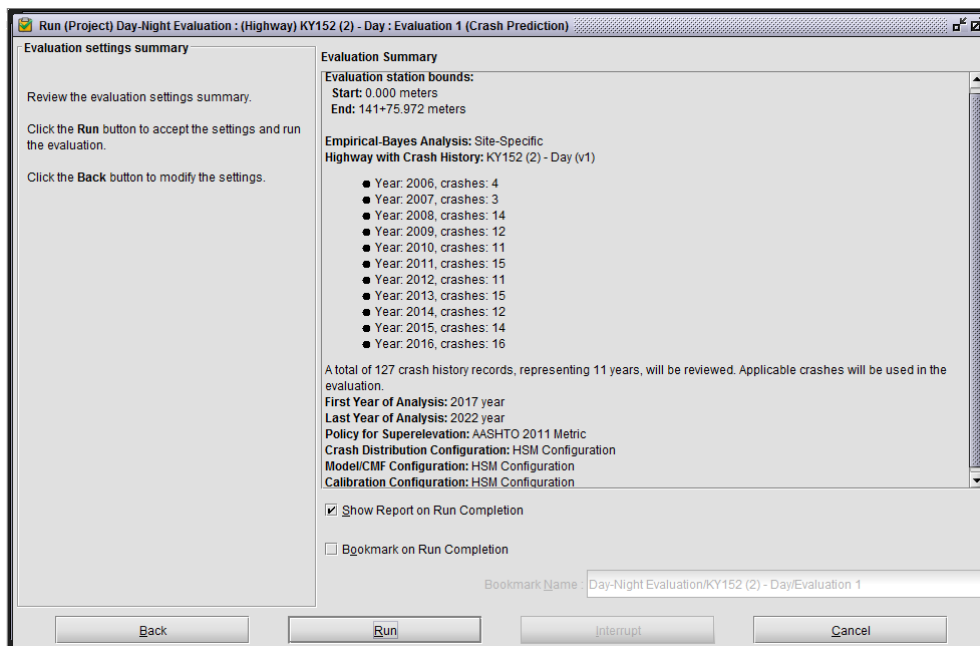 Run (Project) Day-Night Evaluation : (Highway) KY152 (2) - Day : Evaluation 1 (Crash Prediction)
Evaluation settings summary
Review the evaluation settings summary.
Click the Run button to accept the settings and run
the evaluation.
Click the Back button to modify the settings.
Evaluation Summary
Evaluation station bounds:
Start: 0.000 meters
End: 141+75.972 meters
Empirical-Bayes Analysis: Site-Specific
Highway with Crash History: KY152 (2) - Day (v1)
Year: 2006, crashes: 4
Year: 2007, crashes: 3
Year: 2008, crashes: 14
Year: 2009, crashes: 12
Year: 2010, crashes: 11
Year: 2011, crashes: 15
Year: 2012, crashes: 11
Year: 2013, crashes: 15
Year: 2014, crashes: 12
Year: 2015, crashes: 14
Year: 2016, crashes: 16
A total of 127 crash history records, representing 11 years, will be reviewed. Applicable crashes will be used in the
evaluation.
First Year of Analysis: 2017 year
Last Year of Analysis: 2022 year
Policy for Superelevation: AASHTO 2011 Metric
Crash Distribution Configuration: HSM Configuration
Model/CMF Configuration: HSM Configuration
Calibration Configuration: HSM Configuration
Show Report on Run Completion
Bookmark on Run Completion
Bookmark Name : Day-Night Evaluation/KY152 (2) - Day/Evaluation 1
Back Run Interrupt Cancel